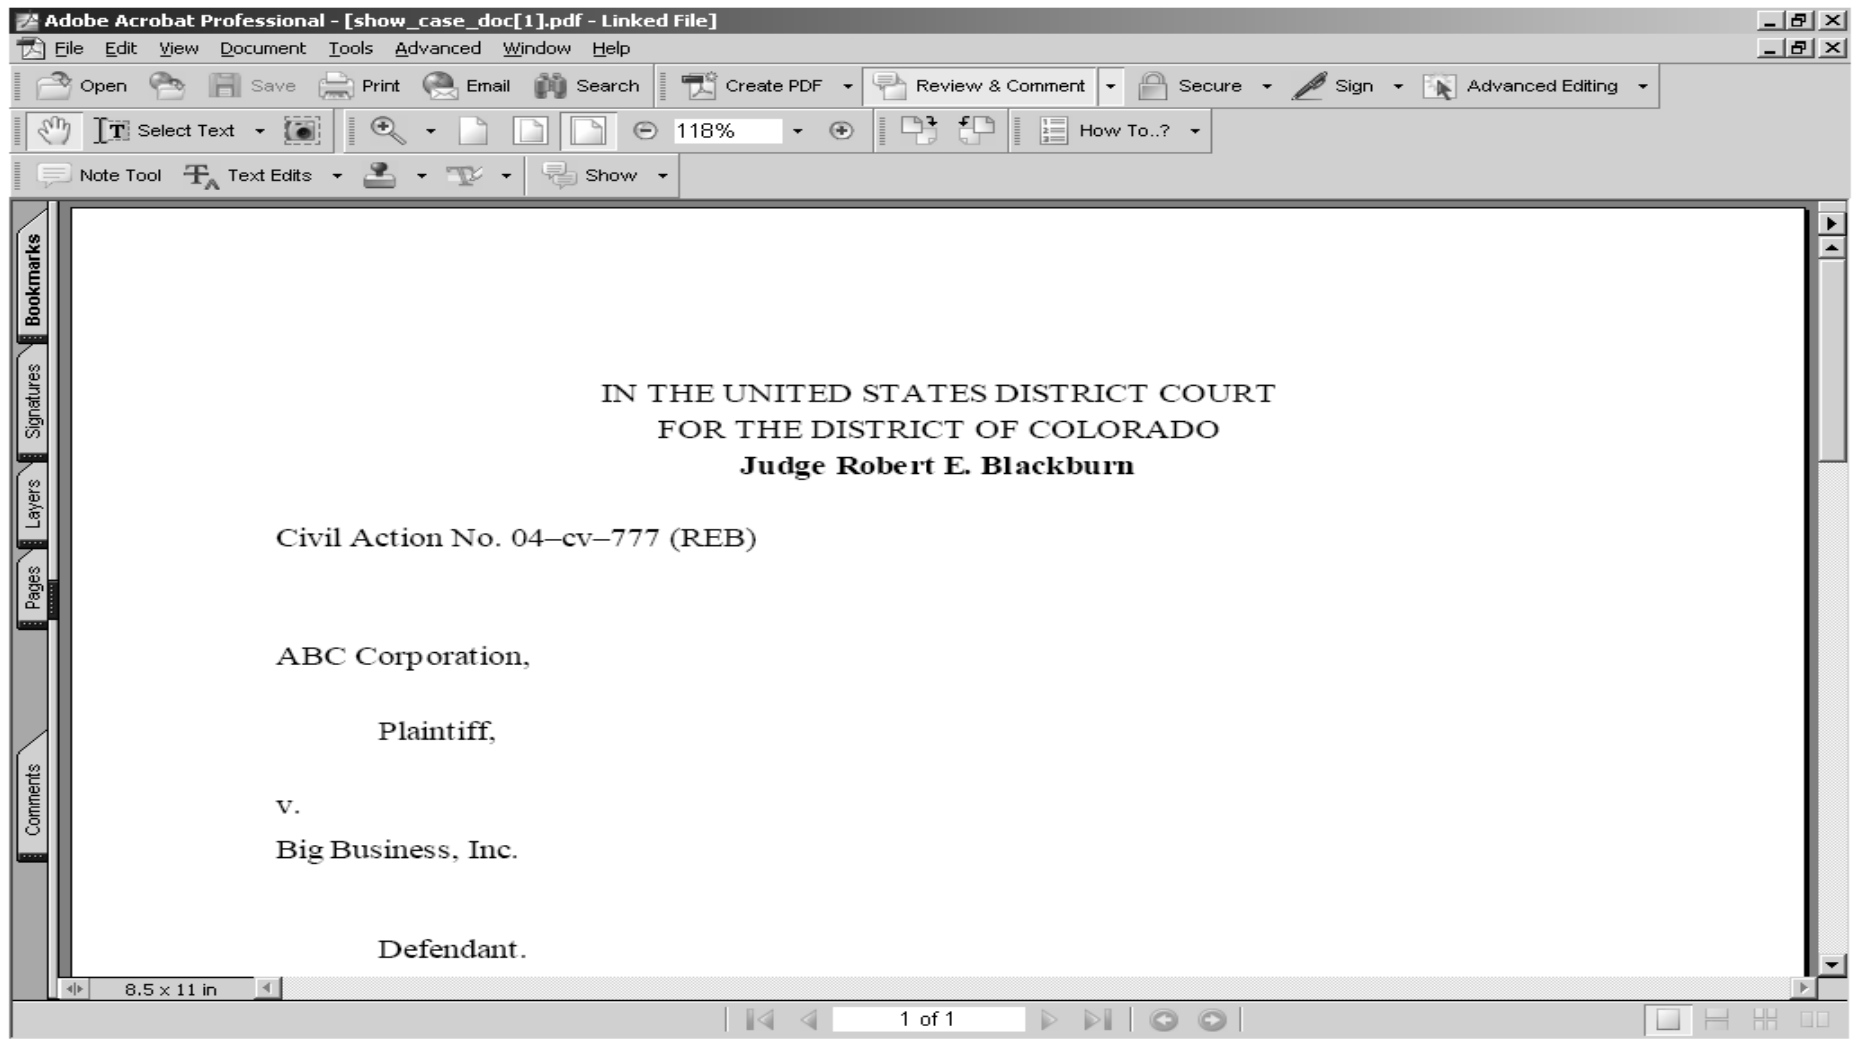 Adobe Acrobat Professional - [show_case_doc[1].pdf - Linked File]
File Edit View Document Tools Advanced Window Help
Open Save Print Email Search Create PDF Review & Comment Secure Sign Advanced Editing
Select Text 118% How To..?
Note Tool Text Edits Show
Bookmarks
Signatures
Layers
Pages
Comments
IN THE UNITED STATES DISTRICT COURT
FOR THE DISTRICT OF COLORADO
Judge Robert E. Blackburn
Civil Action No. 04–cv–777 (REB)
ABC Corporation,
Plaintiff,
v.
Big Business, Inc.
Defendant.
8.5 x 11 in
1 of 1